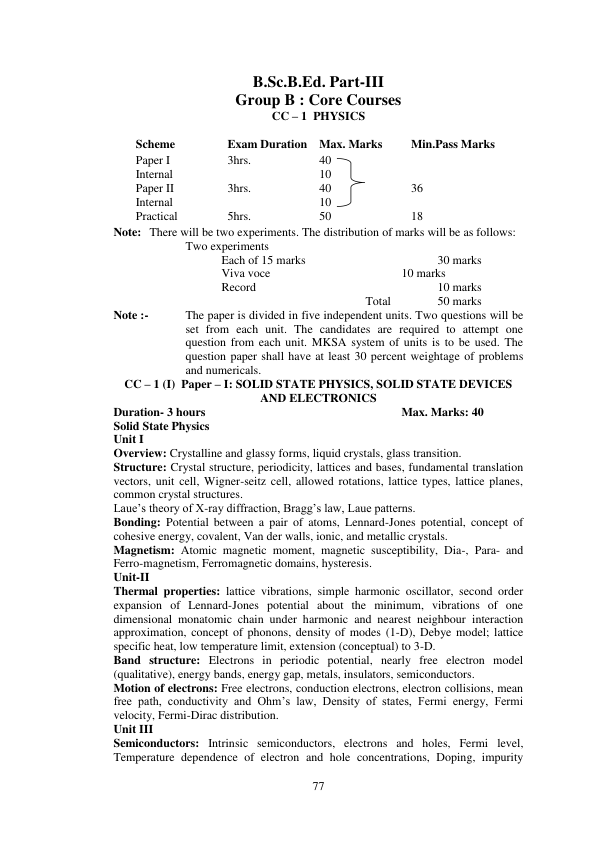 B.Sc.B.Ed. Part-III
Group B : Core Courses
CC – 1 PHYSICS
Scheme Exam Duration Max. Marks Min.Pass Marks
Paper I 3hrs. 40
Internal 10
Paper II 3hrs. 40 36
Internal 10
Practical 5hrs. 50 18
Note: There will be two experiments. The distribution of marks will be as follows:
Two experiments
Each of 15 marks 30 marks
Viva voce 10 marks
Record 10 marks
Total 50 marks
Note :- The paper is divided in five independent units. Two questions will be
set from each unit. The candidates are required to attempt one
question from each unit. MKSA system of units is to be used. The
question paper shall have at least 30 percent weightage of problems
and numericals.
CC – 1 (I) Paper – I: SOLID STATE PHYSICS, SOLID STATE DEVICES
AND ELECTRONICS
Duration- 3 hours Max. Marks: 40
Solid State Physics
Unit I
Overview: Crystalline and glassy forms, liquid crystals, glass transition.
Structure: Crystal structure, periodicity, lattices and bases, fundamental translation
vectors, unit cell, Wigner-seitz cell, allowed rotations, lattice types, lattice planes,
common crystal structures.
Laue's theory of X-ray diffraction, Bragg's law, Laue patterns.
Bonding: Potential between a pair of atoms, Lennard-Jones potential, concept of
cohesive energy, covalent, Van der walls, ionic, and metallic crystals.
Magnetism: Atomic magnetic moment, magnetic susceptibility, Dia-, Para- and
Ferro-magnetism, Ferromagnetic domains, hysteresis.
Unit-II
Thermal properties: lattice vibrations, simple harmonic oscillator, second order
expansion of Lennard-Jones potential about the minimum, vibrations of one
dimensional monatomic chain under harmonic and nearest neighbour interaction
approximation, concept of phonons, density of modes (1-D), Debye model; lattice
specific heat, low temperature limit, extension (conceptual) to 3-D.
Band structure: Electrons in periodic potential, nearly free electron model
(qualitative), energy bands, energy gap, metals, insulators, semiconductors.
Motion of electrons: Free electrons, conduction electrons, electron collisions, mean
free path, conductivity and Ohm's law, Density of states, Fermi energy, Fermi
velocity, Fermi-Dirac distribution.
Unit III
Semiconductors: Intrinsic semiconductors, electrons and holes, Fermi level,
Temperature dependence of electron and hole concentrations, Doping, impurity
77